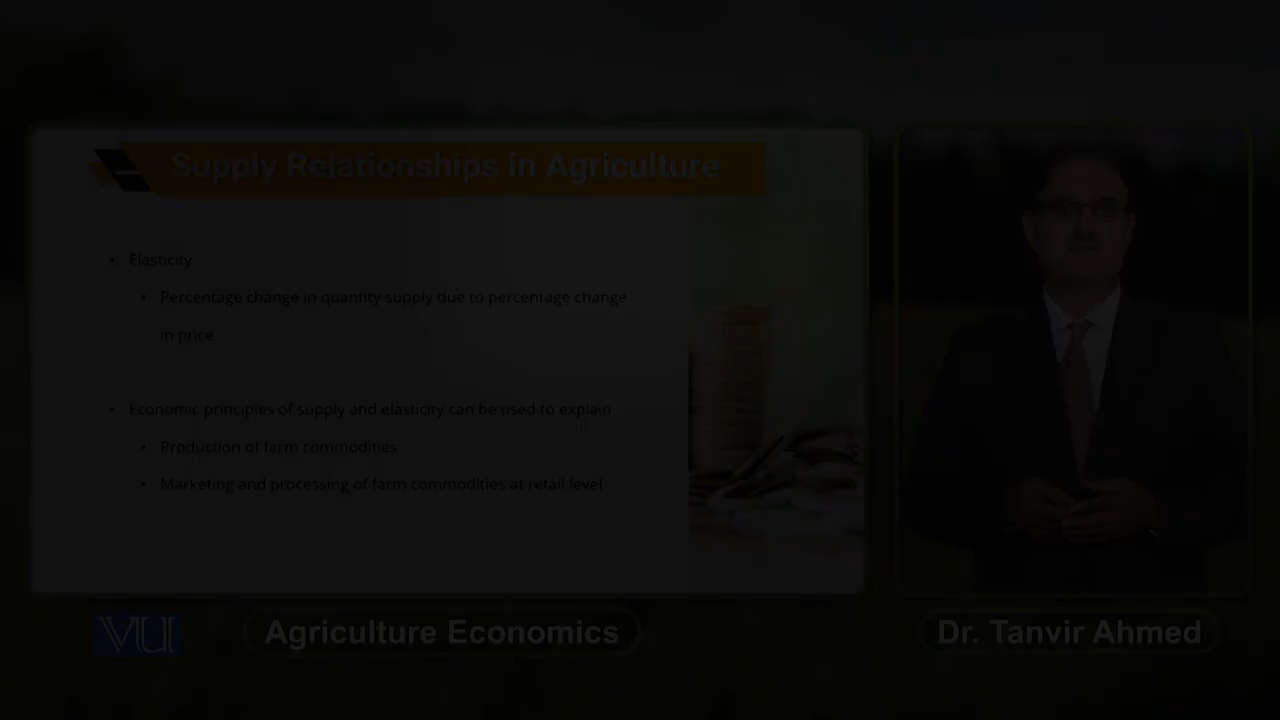 Supply Relationships in Agriculture
• Elasticity
• Percentage change in quantity supply due to percentage change
in price
• Economic principles of supply and elasticity can be used to explain
• Production of farm commodities
• Marketing and processing of farm commodities at retail level
VU
Agriculture Economics
Dr. Tanvir Ahmed